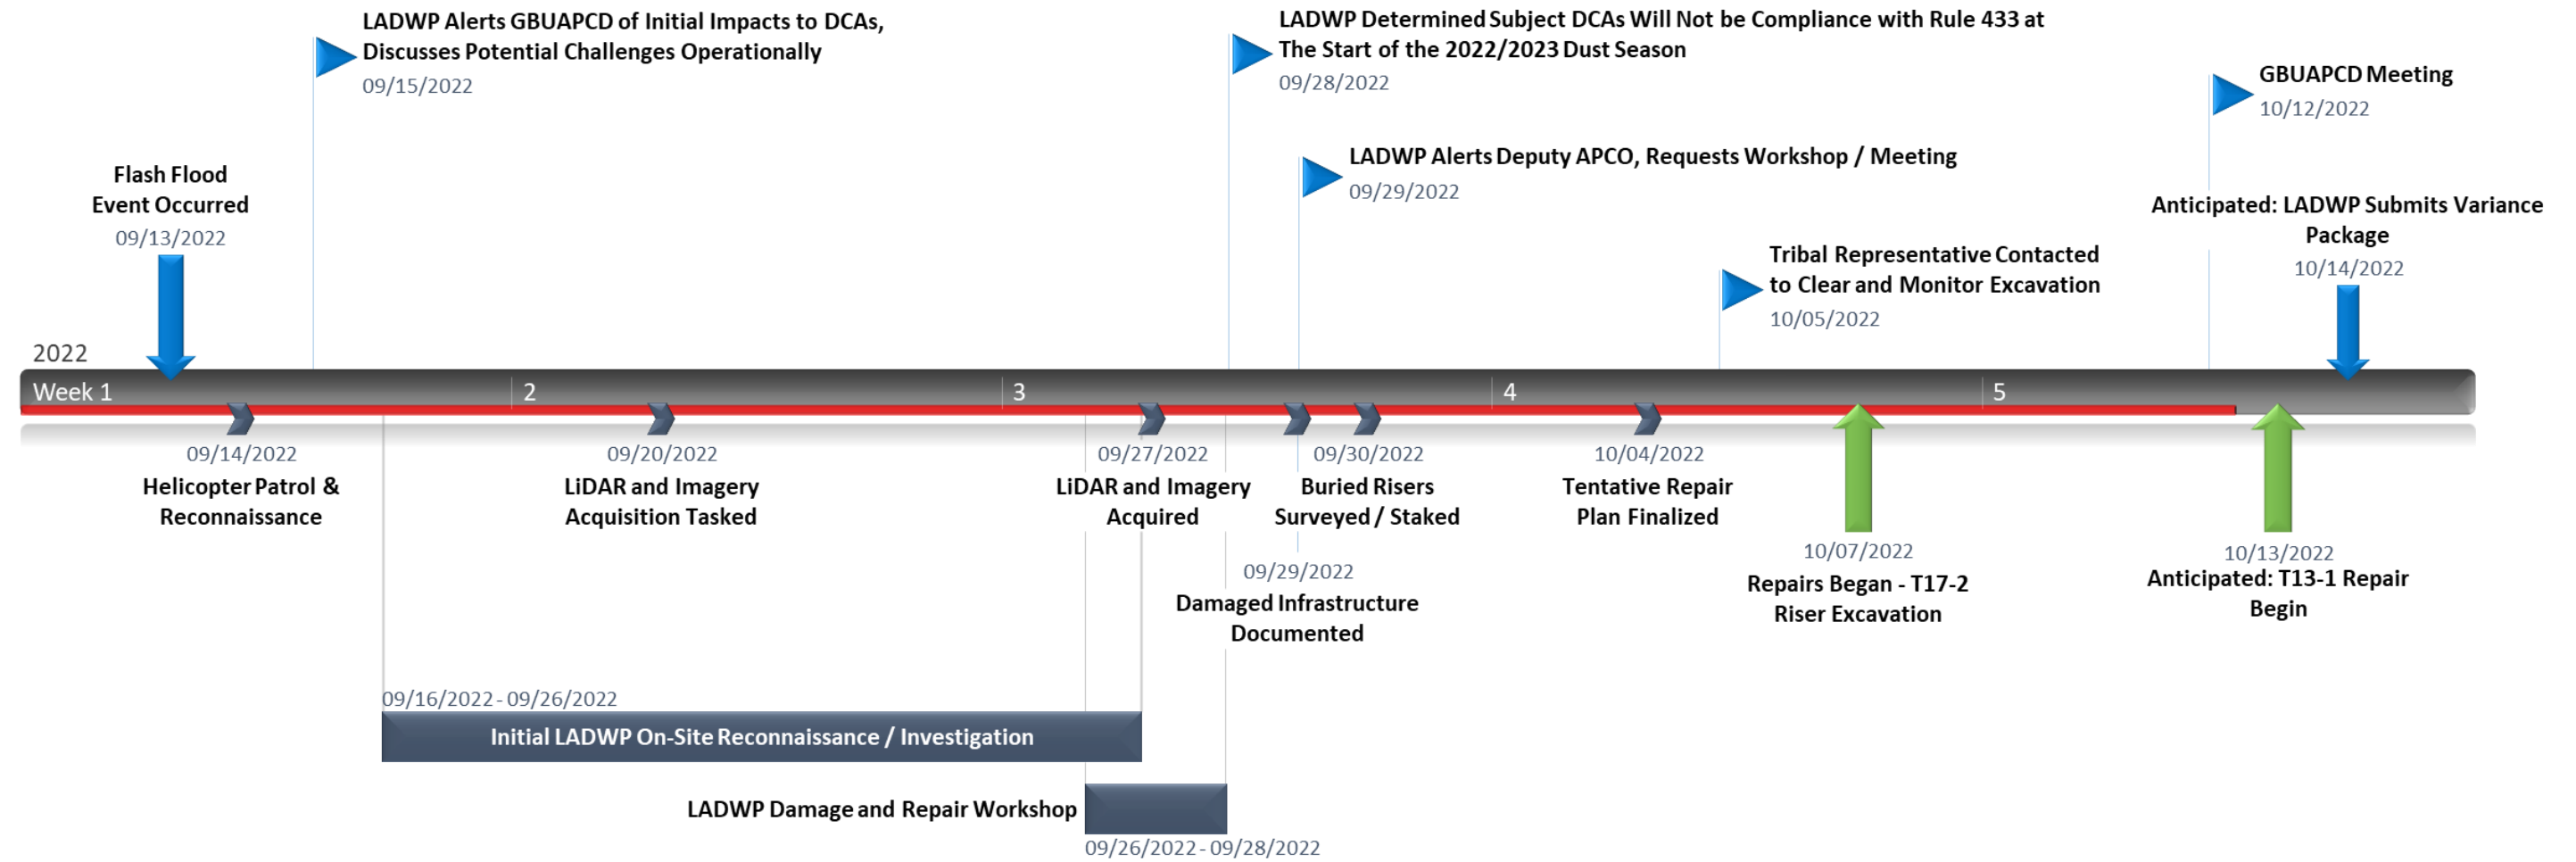 LADWP Alerts GBUAPCD of Initial Impacts to DCAs,
Discusses Potential Challenges Operationally
09/15/2022
LADWP Determined Subject DCAs Will Not be Compliance with Rule 433 at
The Start of the 2022/2023 Dust Season
09/28/2022
GBUAPCD Meeting
10/12/2022
Flash Flood
Event Occurred
09/13/2022
LADWP Alerts Deputy APCO, Requests Workshop / Meeting
09/29/2022
Anticipated: LADWP Submits Variance
Package
10/14/2022
Tribal Representative Contacted
to Clear and Monitor Excavation
10/05/2022
2022
Week 1 2 3 4 5
09/14/2022
Helicopter Patrol &
Reconnaissance
09/20/2022
LiDAR and Imagery
Acquisition Tasked
09/27/2022
LiDAR and Imagery
Acquired
09/30/2022
Buried Risers
Surveyed / Staked
10/04/2022
Tentative Repair
Plan Finalized
09/29/2022
Damaged Infrastructure
Documented
10/07/2022
Repairs Began - T17-2
Riser Excavation
10/13/2022
Anticipated: T13-1 Repair
Begin
09/16/2022 - 09/26/2022
Initial LADWP On-Site Reconnaissance / Investigation
LADWP Damage and Repair Workshop
09/26/2022 - 09/28/2022